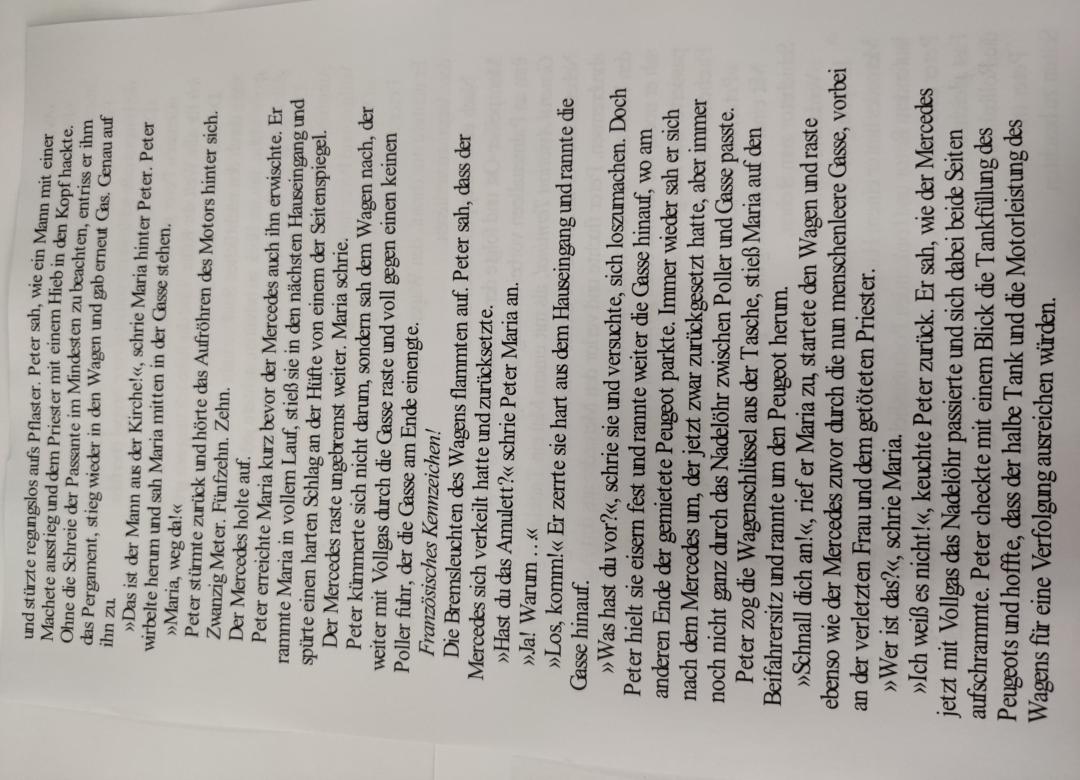 und stürzte regungslos aufs Pflaster. Peter sah, wie ein Mann mit einer
Machete ausstieg und dem Priester mit einem Hieb in den Kopf hackte.
Ohne die Schreie der Passante im Mindesten zu beachten, entriss er ihm
das Pergament, stieg wieder in den Wagen und gab erneut Gas. Genau auf
ihn zu.
»Das ist der Mann aus der Kirche!«, schrie Maria hinter Peter. Peter
wirbelte herum und sah Maria mitten in der Gasse stehen.
»Maria, weg da!«
Peter stürmte zurück und hörte das Aufröhren des Motors hinter sich.
Zwanzig Meter. Fünfzehn. Zehn.
Der Mercedes holte auf.
Peter erreichte Maria kurz bevor der Mercedes auch ihn erwischte. Er
rammte Maria in vollem Lauf, stieß sie in den nächsten Hauseingang und
spürte einen harten Schlag an der Hüfte von einem der Seitenspiegel.
Der Mercedes raste ungebremst weiter. Maria schrie.
Peter kümmerte sich nicht darum, sondern sah dem Wagen nach, der
weiter mit Vollgas durch die Gasse raste und voll gegen einen keinen
Poller fuhr, der die Gasse am Ende einengte.
Französisches Kennzeichen!
Die Bremsleuchten des Wagens flammten auf. Peter sah, dass der
Mercedes sich verkeilt hatte und zurücksetzte.
»Hast du das Amulett?« schrie Peter Maria an.
»Ja! Warum …«
»Los, komm!« Er zerrte sie hart aus dem Hauseingang und rannte die
Gasse hinauf.
»Was hast du vor?«, schrie sie und versuchte, sich loszumachen. Doch
Peter hielt sie eisern fest und rannte weiter die Gasse hinauf, wo am
anderen Ende der gemietete Peugeot parkte. Immer wieder sah er sich
nach dem Mercedes um, der jetzt zwar zurückgesetzt hatte, aber immer
noch nicht ganz durch das Nadelöhr zwischen Poller und Gasse passte.
Peter zog die Wagenschlüssel aus der Tasche, stieß Maria auf den
Beifahrersitz und rannte um den Peugeot herum.
»Schnall dich an!«, rief er Maria zu, startete den Wagen und raste
ebenso wie der Mercedes zuvor durch die nun menschenleere Gasse, vorbei
an der verletzten Frau und dem getöteten Priester.
»Wer ist das?«, schrie Maria.
»Ich weiß es nicht!«, keuchte Peter zurück. Er sah, wie der Mercedes
jetzt mit Vollgas das Nadelöhr passierte und sich dabei beide Seiten
aufschrammte. Peter checkte mit einem Blick die Tankfüllung des
Peugeots und hoffte, dass der halbe Tank und die Motorleistung des
Wagens für eine Verfolgung ausreichen würden.